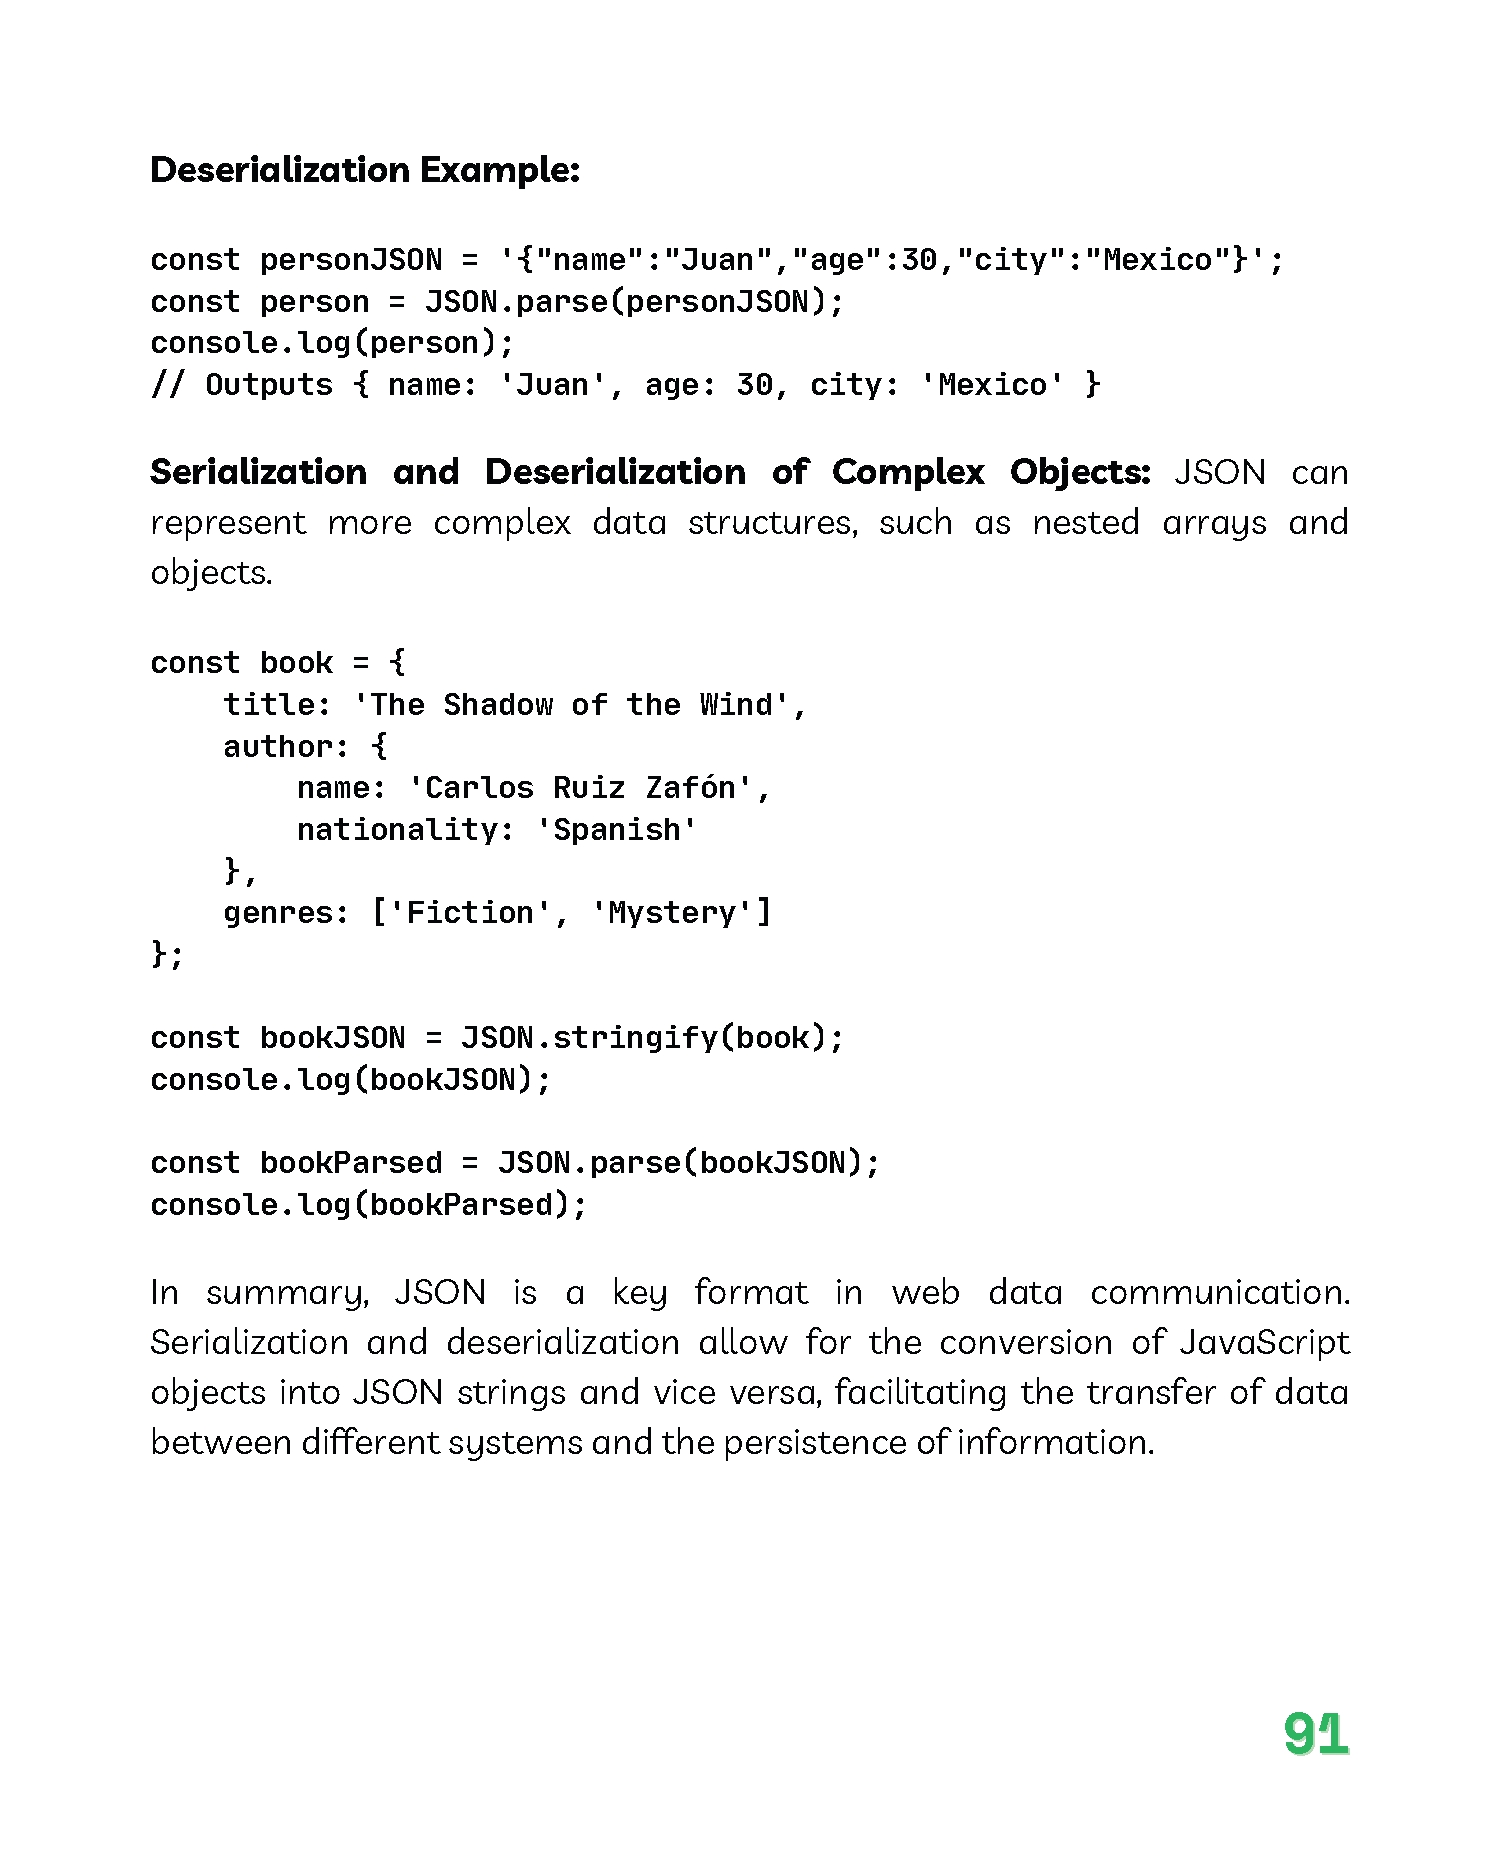 Deserialization Example:
const personJSON = '{"name":"Juan","age":30,"city":"Mexico"}';
const person = JSON.parse(personJSON);
console.log(person);
// Outputs { name: 'Juan', age: 30, city: 'Mexico' }
Serialization and Deserialization of Complex Objects: JSON can
represent more complex data structures, such as nested arrays and
objects.
const book = {
    title: 'The Shadow of the Wind',
    author: {
        name: 'Carlos Ruiz Zafón',
        nationality: 'Spanish'
    },
    genres: ['Fiction', 'Mystery']
};
const bookJSON = JSON.stringify(book);
console.log(bookJSON);
const bookParsed = JSON.parse(bookJSON);
console.log(bookParsed);
In summary, JSON is a key format in web data communication.
Serialization and deserialization allow for the conversion of JavaScript
objects into JSON strings and vice versa, facilitating the transfer of data
between different systems and the persistence of information.
91